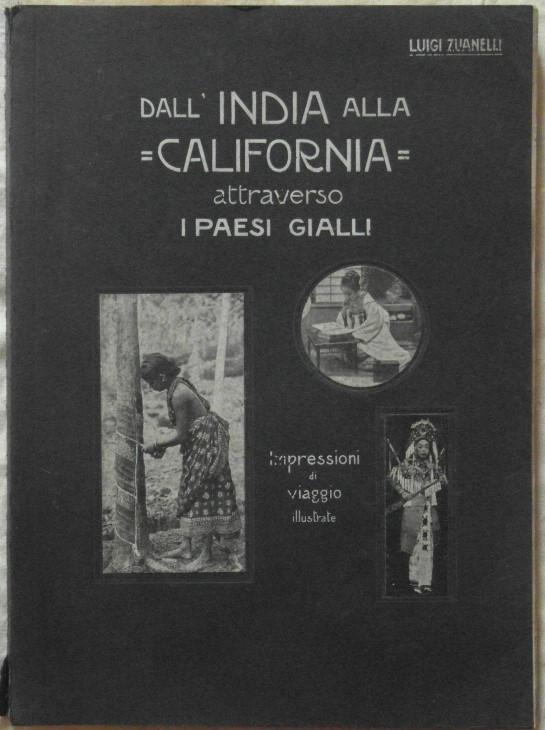 LUIGI ZUANELLI
DALL' INDIA ALLA
=CALIFORNIA=
attraverso
I PAESI GIALLI
Impressioni
di
viaggio
illustrate